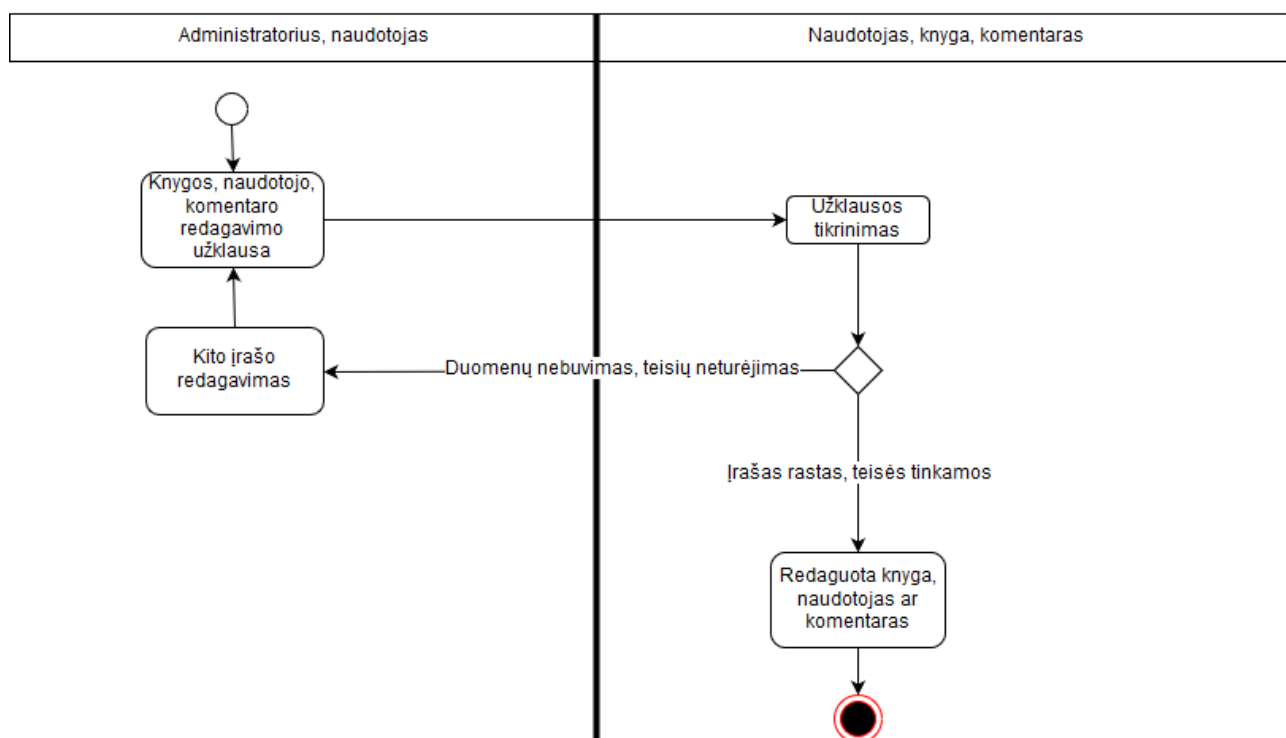 Administratorius, naudotojas
Naudotojas, knyga, komentaras
Knygos, naudotojo,
komentaro
redagavimo
užklausa
Užklausos
tikrinimas
Kito įrašo
redagavimas
Duomenų nebuvimas, teisių neturėjimas
Įrašas rastas, teisės tinkamos
Redaguota knyga,
naudotojas ar
komentaras